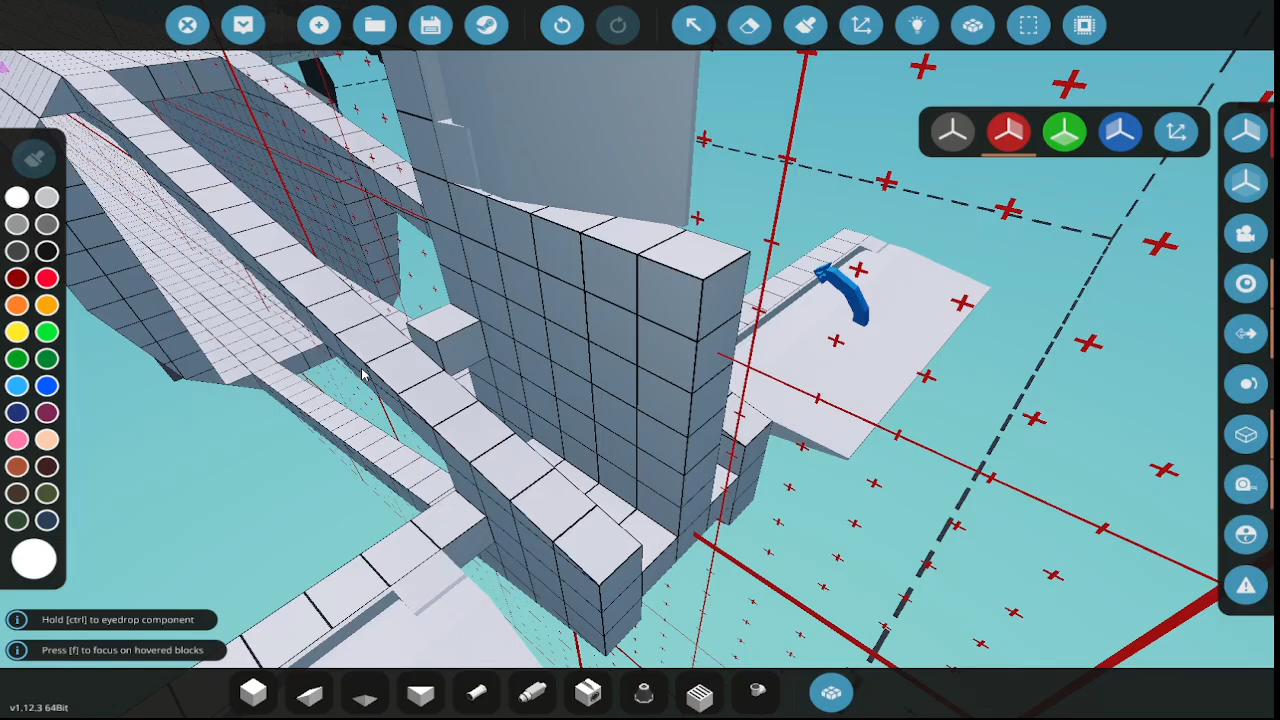 Hold [ctrl] to eyedrop component
Press [f] to focus on hovered blocks
v1.12.3 64Bit